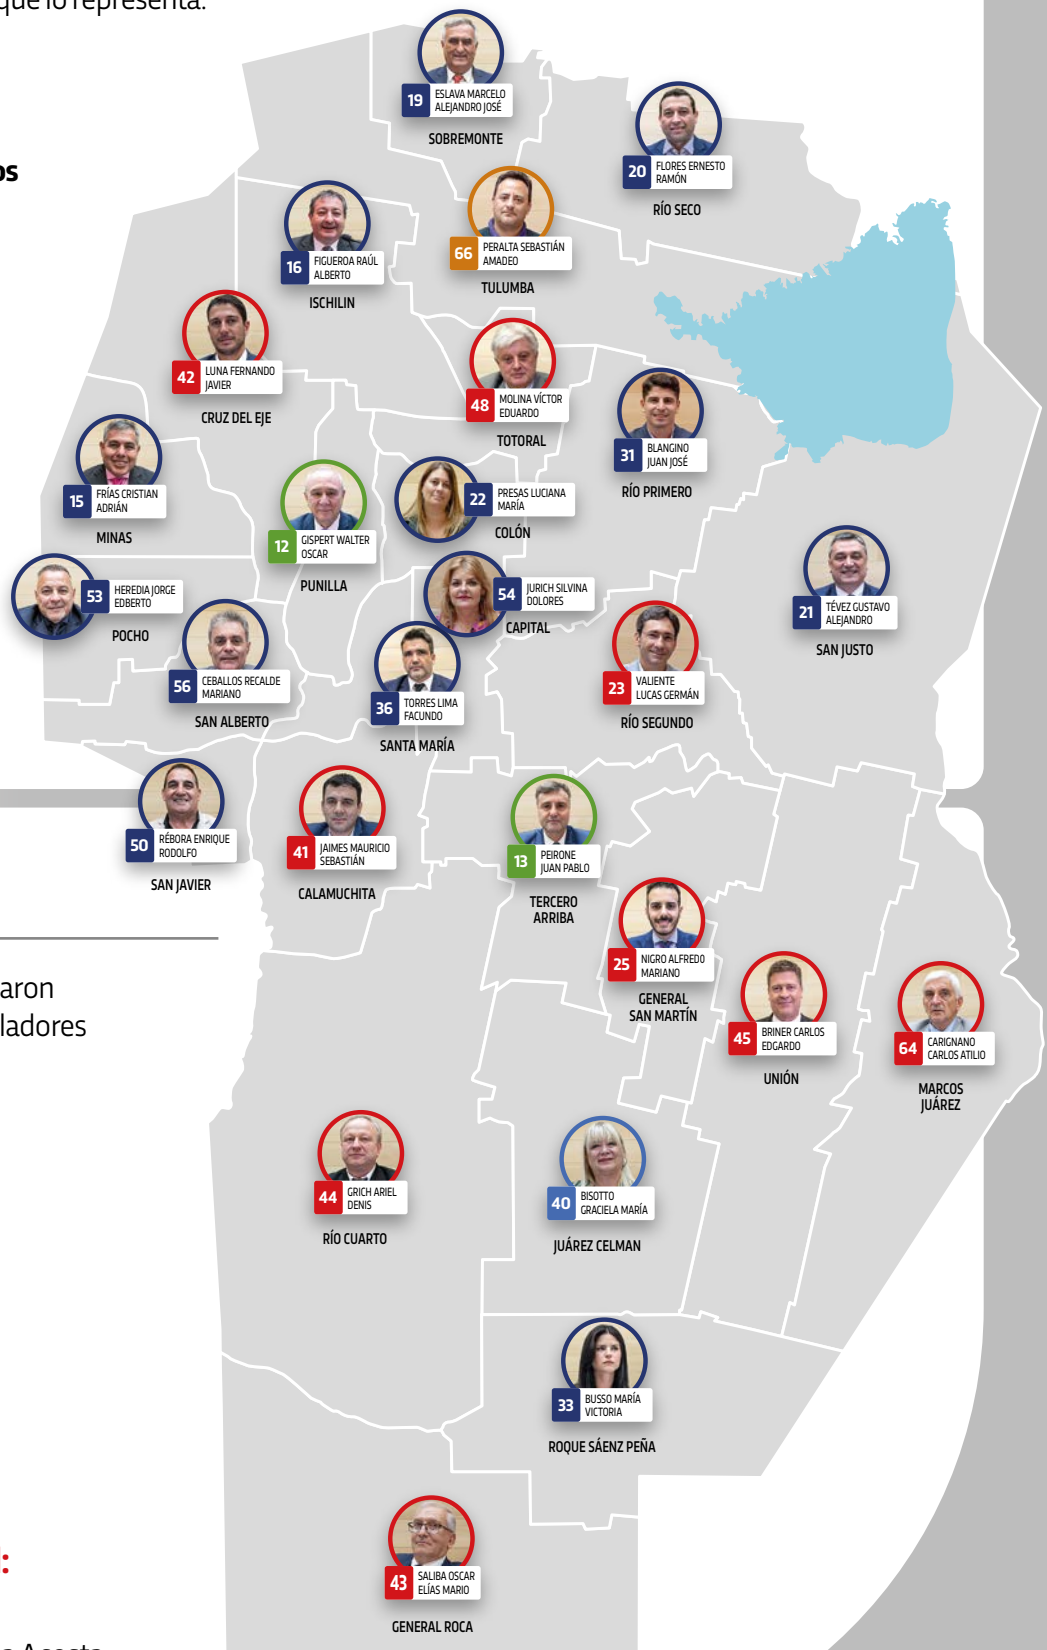 que lo representa.
19
ESLAVA MARCELO
ALEJANDRO JOSÉ
SOBREMONTE
20
FLORES ERNESTO
RAMÓN
RÍO SECO
os
16
FIGUEROA RAÚL
ALBERTO
ISCHILIN
66
PERALTA SEBASTIÁN
AMADEO
TULUMBA
42
LUNA FERNANDO
JAVIER
CRUZ DEL EJE
48
MOLINA VÍCTOR
EDUARDO
TOTORAL
31
BLANGINO
JUAN JOSÉ
RÍO PRIMERO
15
FRÍAS CRISTIAN
ADRIÁN
MINAS
12
GISPERT WALTER
OSCAR
PUNILLA
22
PRESAS LUCIANA
MARÍA
COLÓN
53
HEREDIA JORGE
EDBERTO
POCHO
54
JURICH SILVINA
DOLORES
CAPITAL
21
TÉVEZ GUSTAVO
ALEJANDRO
SAN JUSTO
56
CEBALLOS RECALDE
MARIANO
SAN ALBERTO
36
TORRES LIMA
FACUNDO
SANTA MARÍA
23
VALIENTE
LUCAS GERMÁN
RÍO SEGUNDO
50
RÉBORA ENRIQUE
RODOLFO
SAN JAVIER
41
JAIMES MAURICIO
SEBASTIÁN
CALAMUCHITA
13
PEIRONE
JUAN PABLO
TERCERO
ARRIBA
25
NIGRO ALFREDO
MARIANO
GENERAL
SAN MARTÍN
45
BRINER CARLOS
EDGARDO
UNIÓN
64
CARIGNANO
CARLOS ATILIO
MARCOS
JUÁREZ
aron
ladores
44
GRICH ARIEL
DENIS
RÍO CUARTO
40
BISOTTO
GRACIELA MARÍA
JUÁREZ CELMAN
33
BUSSO MARÍA
VICTORIA
ROQUE SÁENZ PEÑA
43
SALIBA OSCAR
ELÍAS MARIO
GENERAL ROCA
:
Acosta